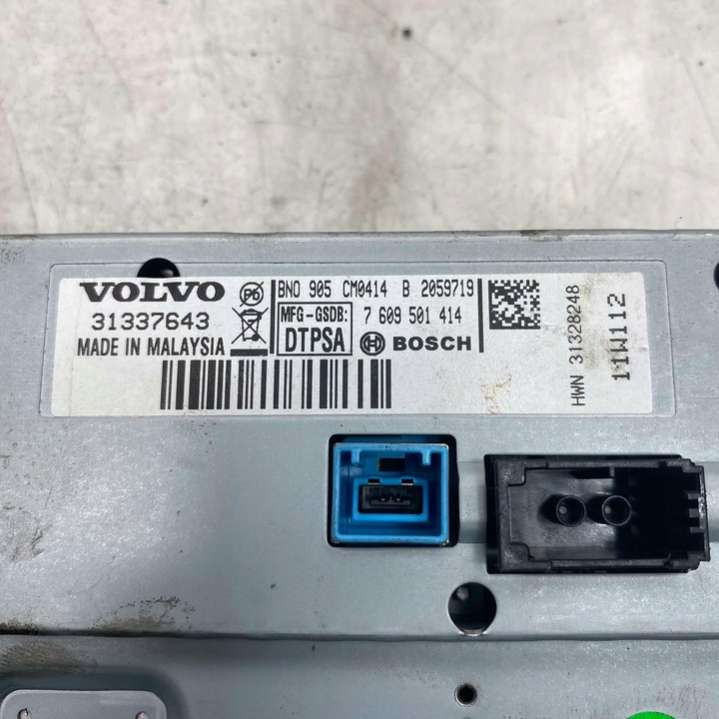 VOLVO
31337643
MADE IN MALAYSIA
Pb
BNO 905 CM0414 B 2059719
MFG-GSDB: 7 609 501 414
DTPSA BOSCH
HWN 31328248
11W112